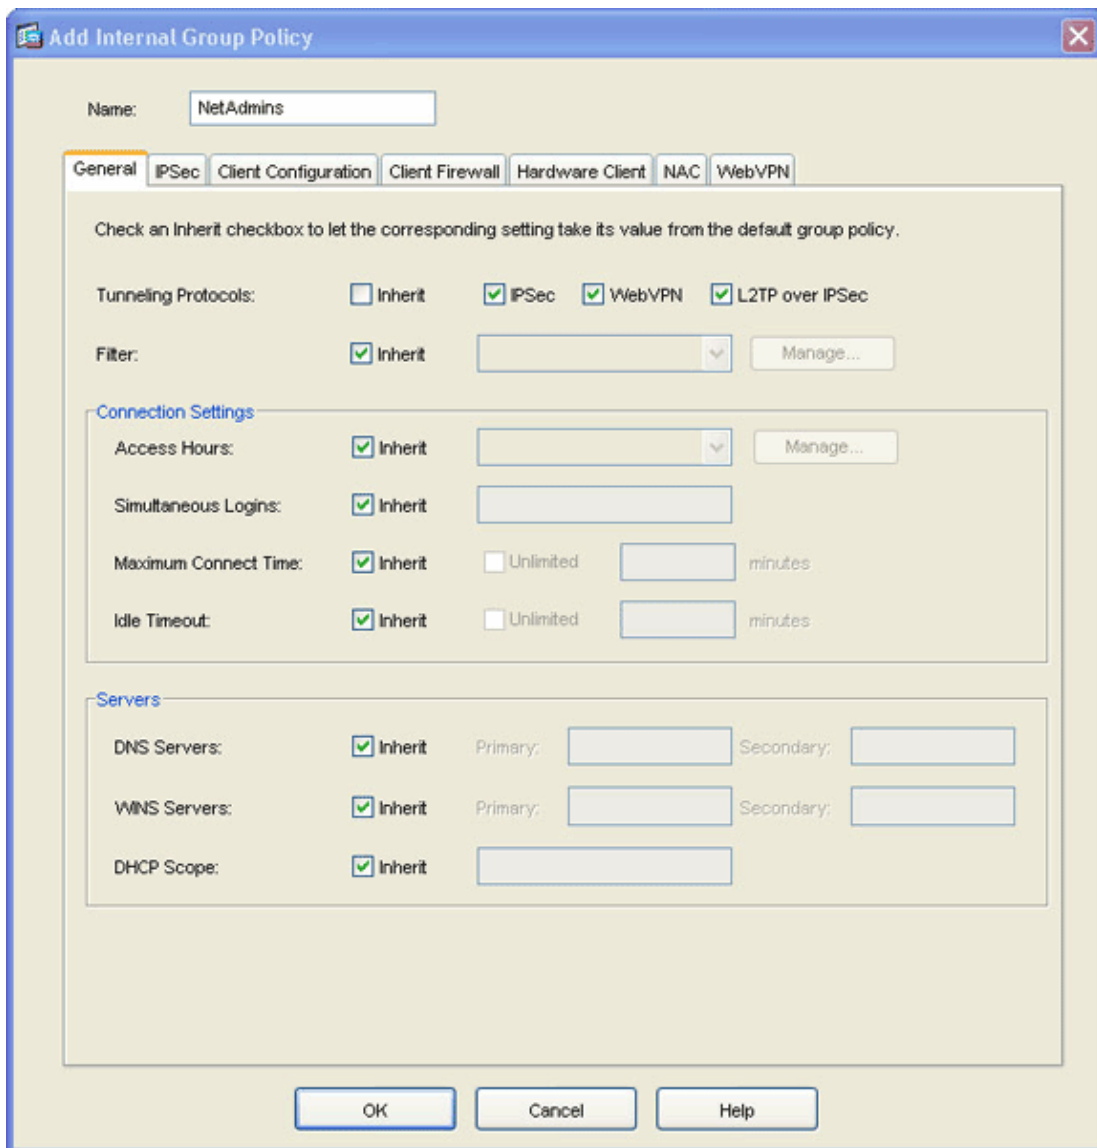 Add Internal Group Policy
Name: NetAdmins
General IPSec Client Configuration Client Firewall Hardware Client NAC WebVPN
Check an Inherit checkbox to let the corresponding setting take its value from the default group policy.
Tunneling Protocols: Inherit IPSec WebVPN L2TP over IPSec
Filter: Inherit Manage...
Connection Settings
Access Hours: Inherit Manage...
Simultaneous Logins: Inherit
Maximum Connect Time: Inherit Unlimited minutes
Idle Timeout: Inherit Unlimited minutes
Servers
DNS Servers: Inherit Primary: Secondary:
WINS Servers: Inherit Primary: Secondary:
DHCP Scope: Inherit
OK Cancel Help